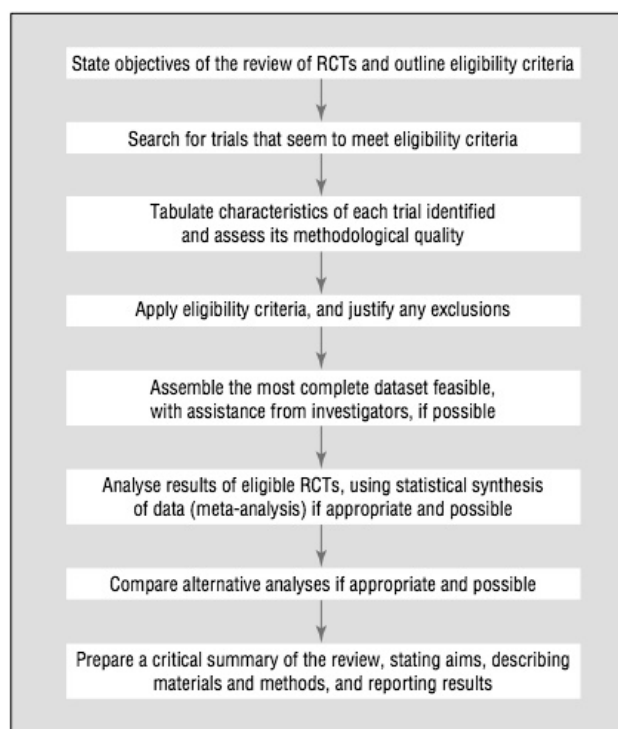 State objectives of the review of RCTs and outline eligibility criteria
Search for trials that seem to meet eligibility criteria
Tabulate characteristics of each trial identified
and assess its methodological quality
Apply eligibility criteria, and justify any exclusions
Assemble the most complete dataset feasible,
with assistance from investigators, if possible
Analyse results of eligible RCTs, using statistical synthesis
of data (meta-analysis) if appropriate and possible
Compare alternative analyses if appropriate and possible
Prepare a critical summary of the review, stating aims, describing
materials and methods, and reporting results